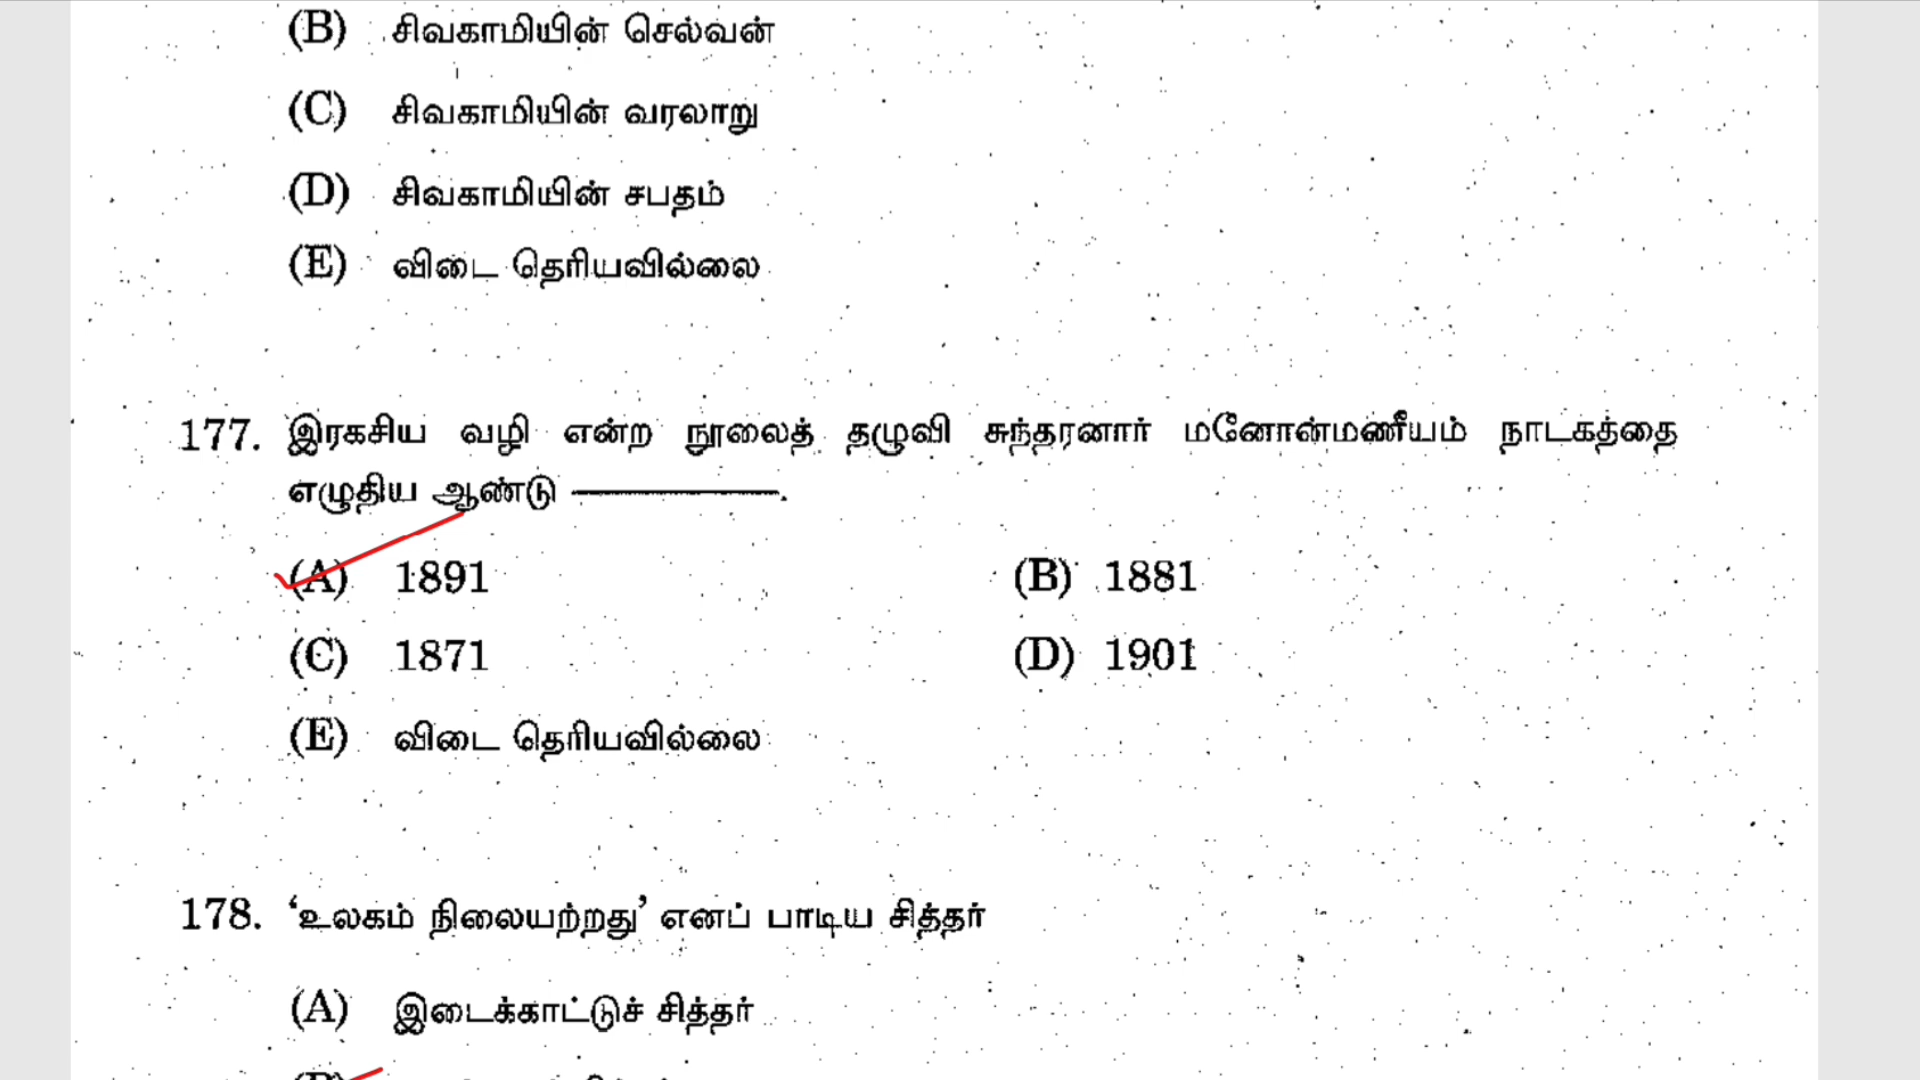 (B) சிவகாமியின் செல்வன்
(C) சிவகாமியின் வரலாறு
(D) சிவகாமியின் சபதம்
(E) விடை தெரியவில்லை
177. இரகசிய வழி என்ற நூலைத் தழுவி சுந்தரனார் மனோன்மணீயம் நாடகத்தை
எழுதிய ஆண்டு ————.
(A) 1891 (B) 1881
(C) 1871 (D) 1901
(E) விடை தெரியவில்லை
178. ‘உலகம் நிலையற்றது’ எனப் பாடிய சித்தர்
(A) இடைக்காட்டுச் சித்தர்